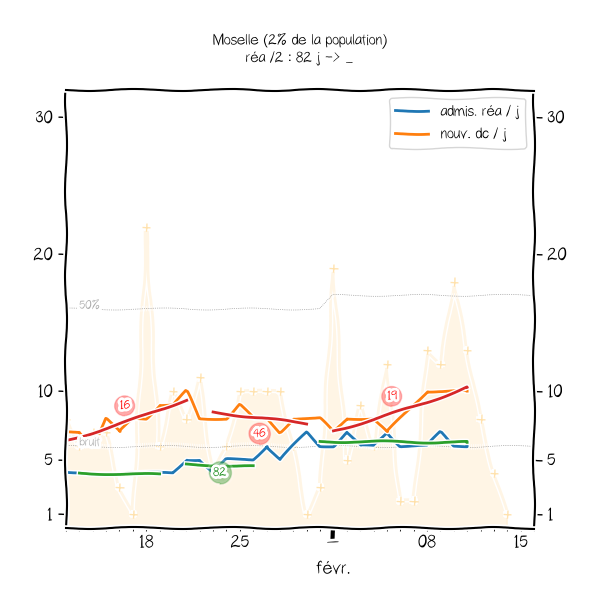 Moselle (2% de la population)
réa /2 : 82 j -> _
admis. réa / j
nouv. dc / j
30 30
20 20
50%
10 10
16
19
46
bruit
82
5 5
1 1
18 25 1 08 15
févr.